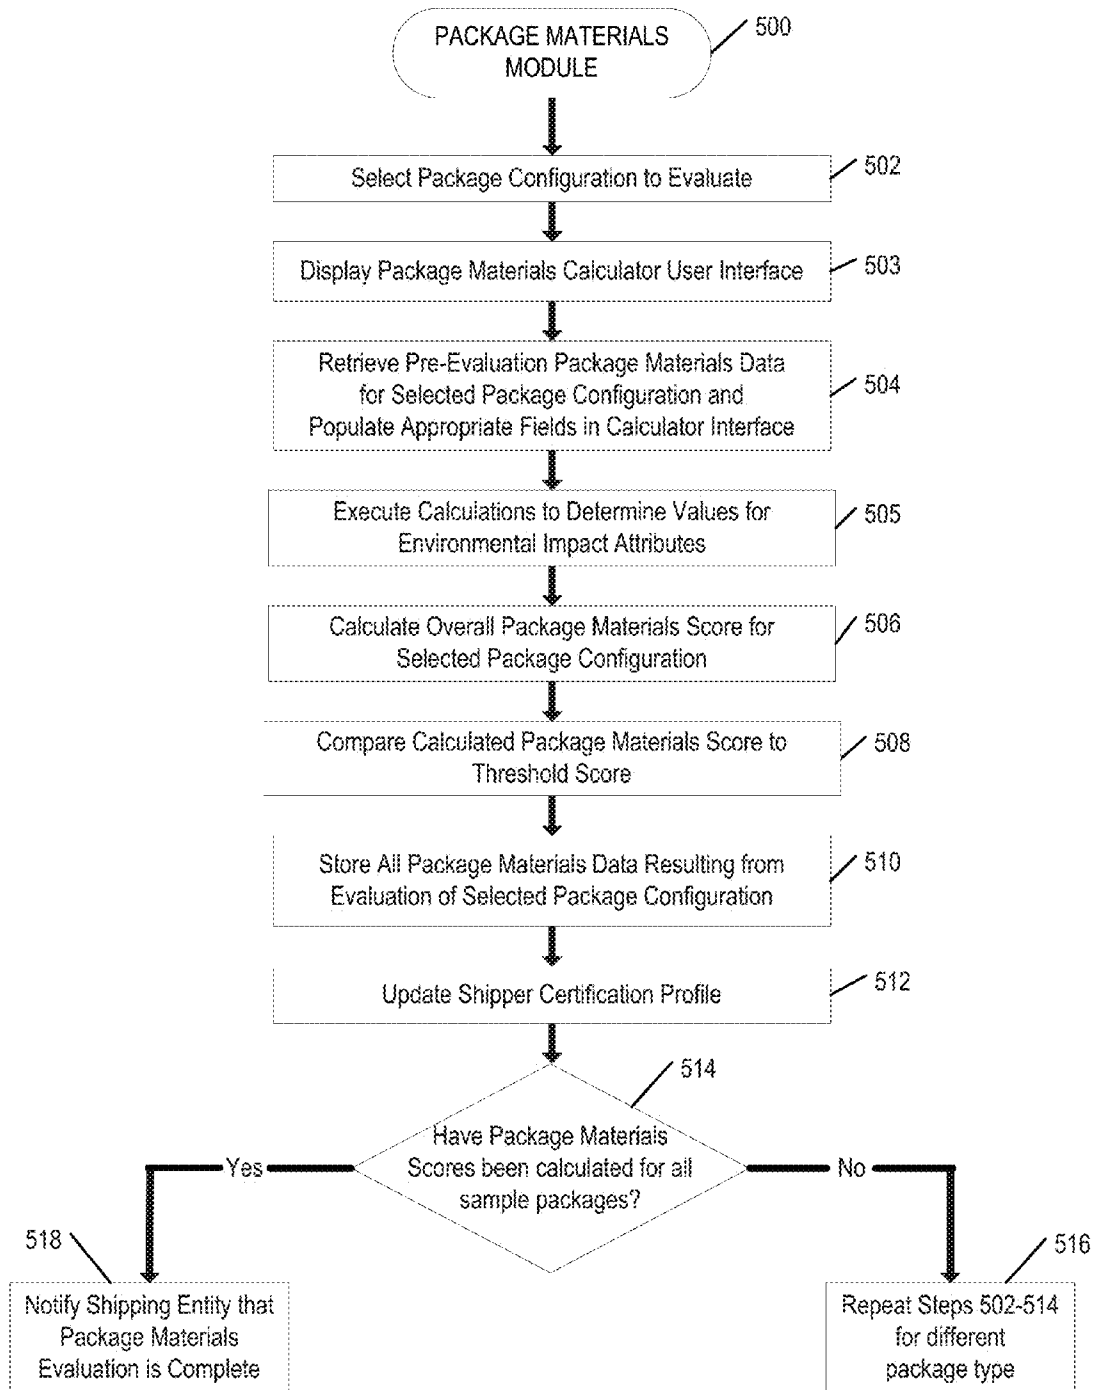 PACKAGE MATERIALS
MODULE
500
Select Package Configuration to Evaluate
502
Display Package Materials Calculator User Interface
503
Retrieve Pre-Evaluation Package Materials Data
for Selected Package Configuration and
Populate Appropriate Fields in Calculator Interface
504
Execute Calculations to Determine Values for
Environmental Impact Attributes
505
Calculate Overall Package Materials Score for
Selected Package Configuration
506
Compare Calculated Package Materials Score to
Threshold Score
508
Store All Package Materials Data Resulting from
Evaluation of Selected Package Configuration
510
Update Shipper Certification Profile
512
514
Have Package Materials
Scores been calculated for all
sample packages?
Yes
No
518
Notify Shipping Entity that
Package Materials
Evaluation is Complete
516
Repeat Steps 502-514
for different
package type